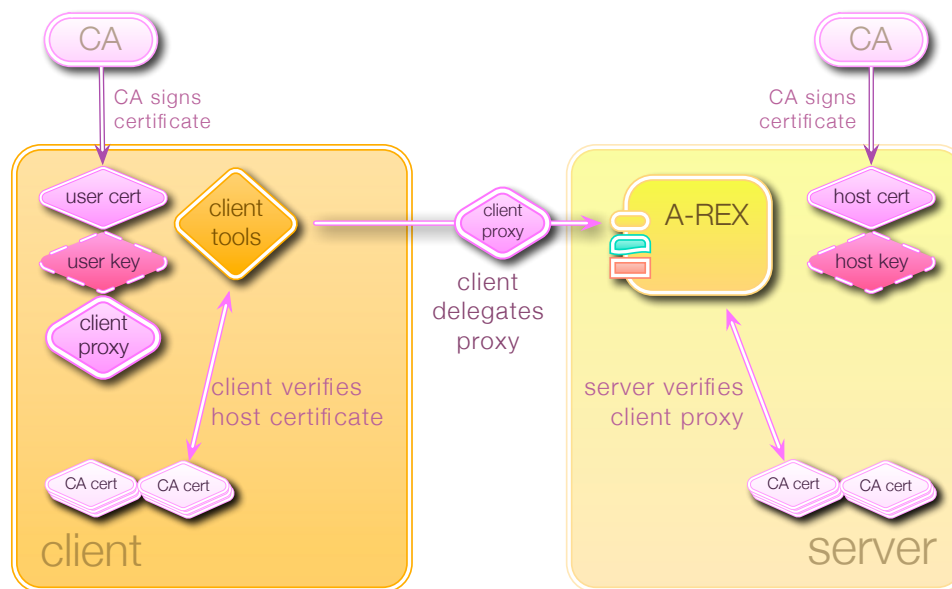 CA
CA signs
certificate
user cert
user key
client
proxy
client
tools
client verifies
host certificate
CA cert
CA cert
client
client
proxy
client
delegates
proxy
CA
CA signs
certificate
A-REX
host cert
host key
server verifies
client proxy
CA cert
CA cert
server